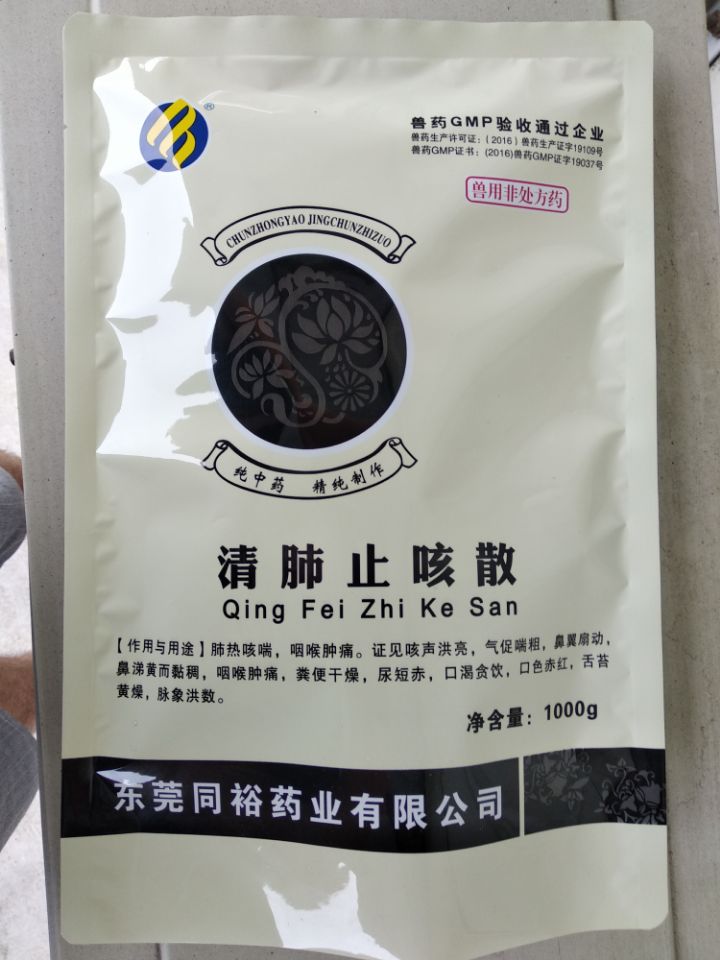 ®
兽药GMP验收通过企业
兽药生产许可证：(2016)兽药生产证字19109号
兽药GMP证书：(2016)兽药GMP证字19037号
兽用非处方药
CHUNZHONGYAO JINGCHUNZHIZUO
纯中药 精纯制作
清肺止咳散
Qing Fei Zhi Ke San
【作用与用途】肺热咳喘，咽喉肿痛。证见咳声洪亮，气促喘粗，鼻翼扇动，
鼻涕黄而黏稠，咽喉肿痛，粪便干燥，尿短赤，口渴贪饮，口色赤红，舌苔
黄燥，脉象洪数。
净含量：1000g
东莞同裕药业有限公司